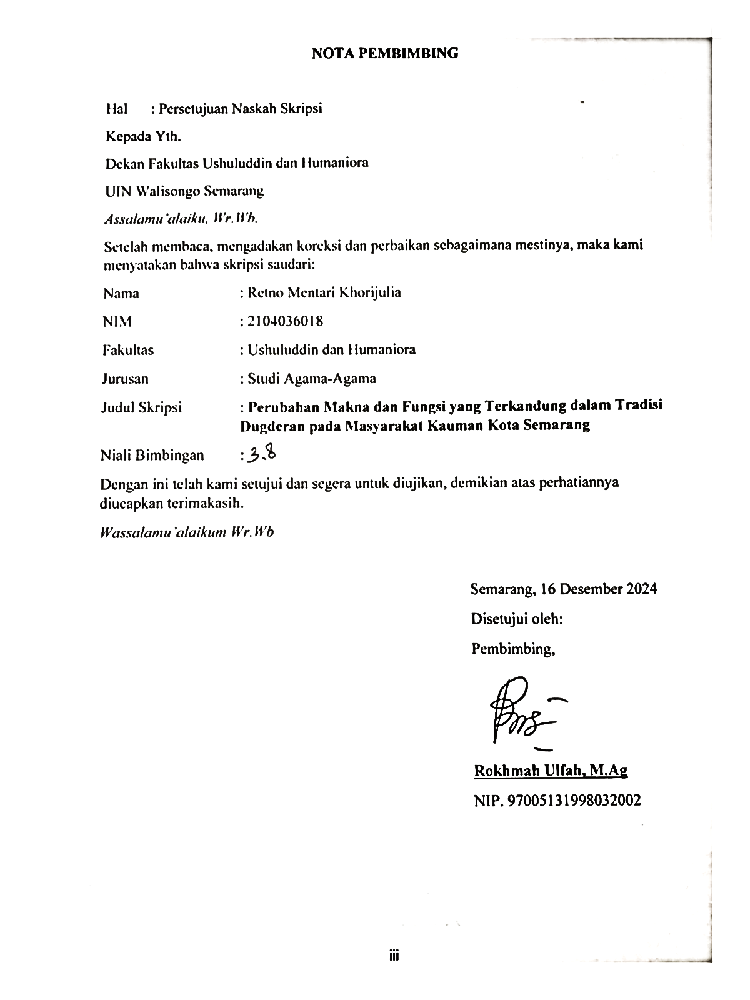 NOTA PEMBIMBING
Hal : Persetujuan Naskah Skripsi
Kepada Yth.
Dekan Fakultas Ushuluddin dan Humaniora
UIN Walisongo Semarang
Assalamu'alaiku. Wr.Wb.
Setelah membaca, mengadakan koreksi dan perbaikan sebagaimana mestinya, maka kami
menyatakan bahwa skripsi saudari:
Nama : Retno Mentari Khorijulia
NIM : 2104036018
Fakultas : Ushuluddin dan Humaniora
Jurusan : Studi Agama-Agama
Judul Skripsi : Perubahan Makna dan Fungsi yang Terkandung dalam Tradisi
Dugderan pada Masyarakat Kauman Kota Semarang
Niali Bimbingan : 3.8
Dengan ini telah kami setujui dan segera untuk diujikan, demikian atas perhatiannya
diucapkan terimakasih.
Wassalamu'alaikum Wr.Wb
Semarang, 16 Desember 2024
Disetujui oleh:
Pembimbing,
Rokhmah Ulfah, M.Ag
NIP. 97005131998032002
iii